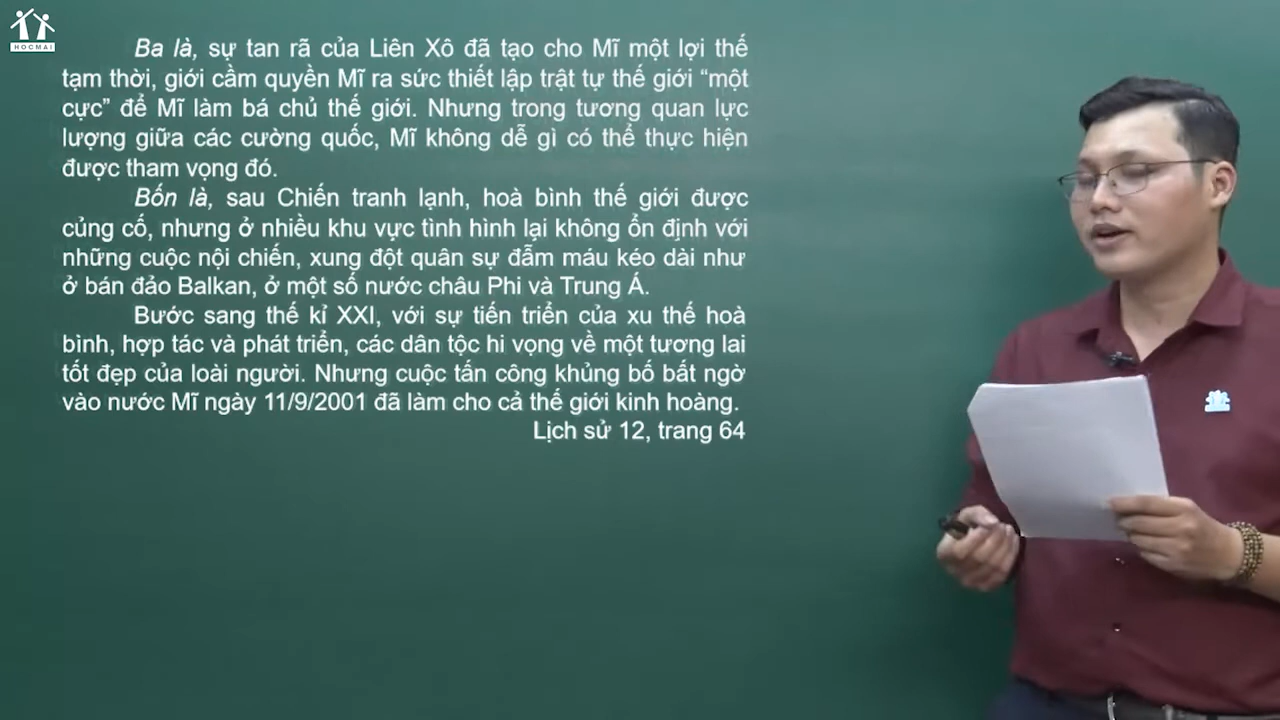 HOCMAI
Ba là, sự tan rã của Liên Xô đã tạo cho Mĩ một lợi thế
tạm thời, giới cầm quyền Mĩ ra sức thiết lập trật tự thế giới “một
cực” để Mĩ làm bá chủ thế giới. Nhưng trong tương quan lực
lượng giữa các cường quốc, Mĩ không dễ gì có thể thực hiện
được tham vọng đó.
Bốn là, sau Chiến tranh lạnh, hoà bình thế giới được
củng cố, nhưng ở nhiều khu vực tình hình lại không ổn định với
những cuộc nội chiến, xung đột quân sự đẫm máu kéo dài như
ở bán đảo Balkan, ở một số nước châu Phi và Trung Á.
Bước sang thế kỉ XXI, với sự tiến triển của xu thế hoà
bình, hợp tác và phát triển, các dân tộc hi vọng về một tương lai
tốt đẹp của loài người. Nhưng cuộc tấn công khủng bố bất ngờ
vào nước Mĩ ngày 11/9/2001 đã làm cho cả thế giới kinh hoàng.
Lịch sử 12, trang 64